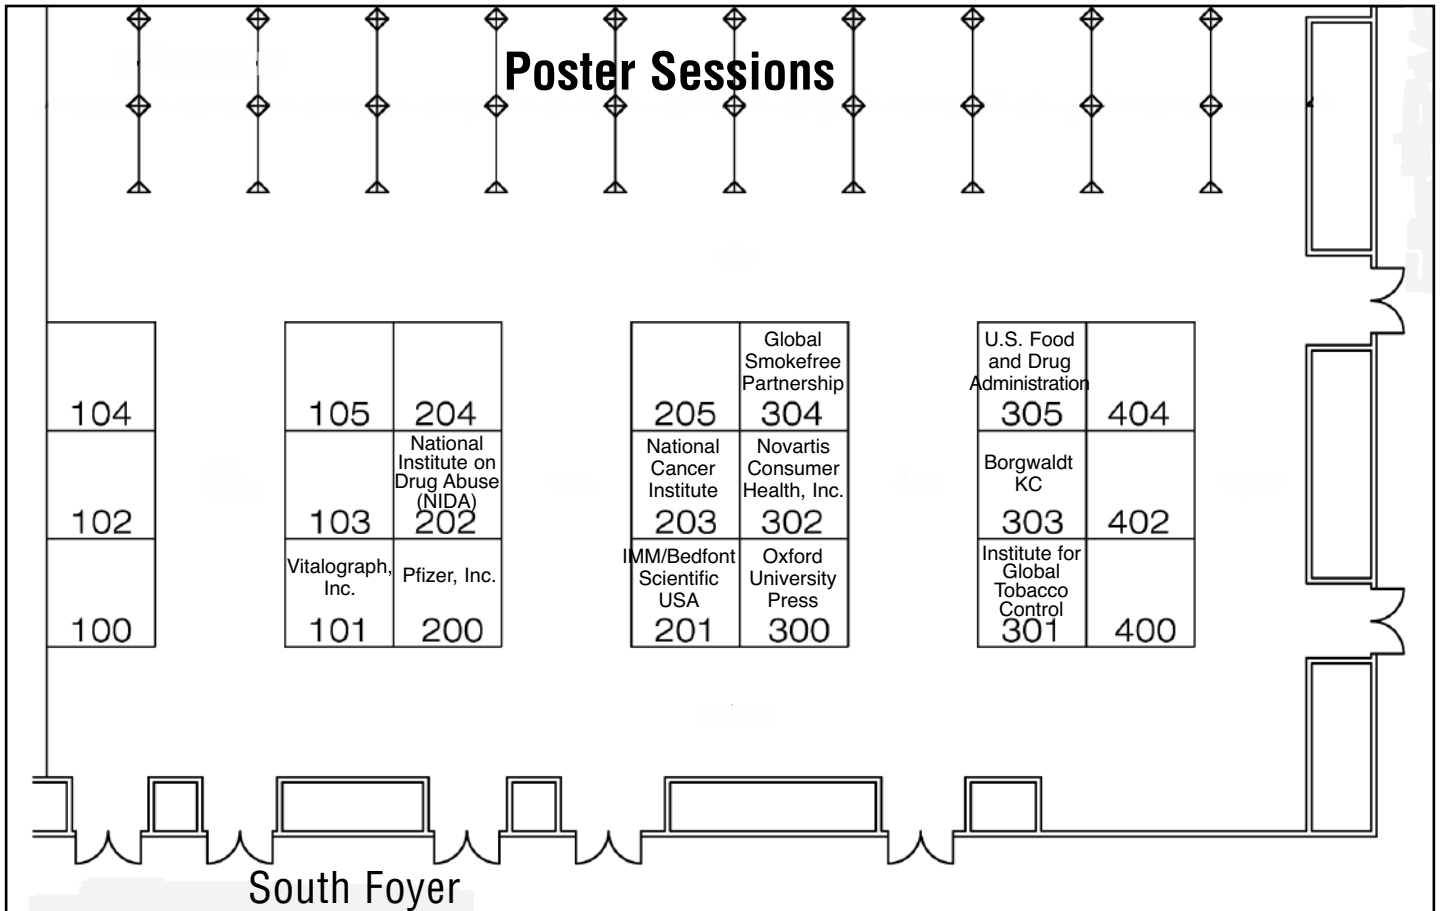 Poster Sessions
104
102
100
105
204
103
National
Institute on
Drug Abuse
(NIDA)
202
Vitalograph,
Inc.
101
Pfizer, Inc.
200
205
Global
Smokefree
Partnership
304
National
Cancer
Institute
203
Novartis
Consumer
Health, Inc.
302
IMM/Bedfont
Scientific
USA
201
Oxford
University
Press
300
U.S. Food
and Drug
Administration
305
404
Borgwaldt
KC
303
402
Institute for
Global
Tobacco
Control
301
400
South Foyer